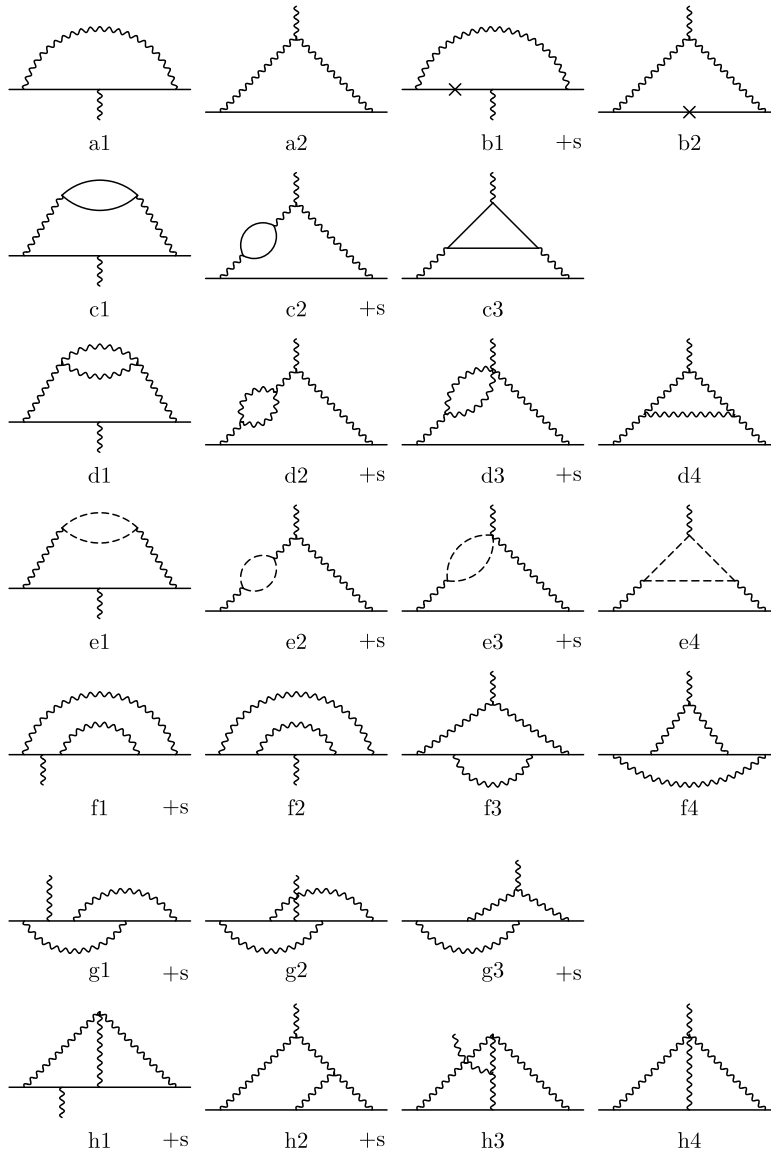 a1 a2 b1 +s b2
c1 c2 +s c3
d1 d2 +s d3 +s d4
e1 e2 +s e3 +s e4
f1 +s f2 f3 f4
g1 +s g2 g3 +s
h1 +s h2 +s h3 h4